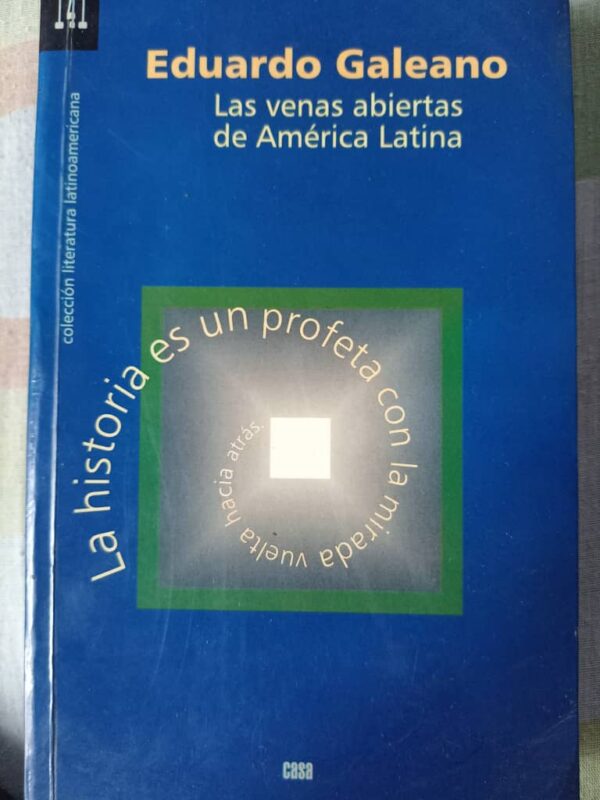 Eduardo Galeano
Las venas abiertas
de América Latina
colección literatura latinoamericana
La historia es un profeta con la mirada vuelta hacia atrás.
casa